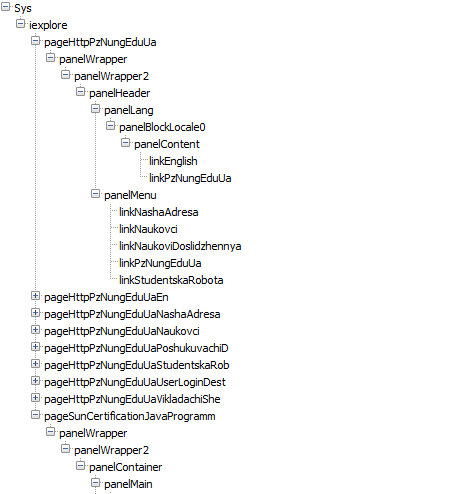 Sys
iexplore
pageHttpPzNungEduUa
panelWrapper
panelWrapper2
panelHeader
panelLang
panelBlockLocale0
panelContent
linkEnglish
linkPzNungEduUa
panelMenu
linkNashaAdresa
linkNaukovci
linkNaukoviDoslidzhennya
linkPzNungEduUa
linkStudentskaRobota
pageHttpPzNungEduUaEn
pageHttpPzNungEduUaNashaAdresa
pageHttpPzNungEduUaNaukovci
pageHttpPzNungEduUaPoshukuvachiD
pageHttpPzNungEduUaStudentskaRob
pageHttpPzNungEduUaUserLoginDest
pageHttpPzNungEduUaVikladachiShe
pageSunCertificationJavaProgramm
panelWrapper
panelWrapper2
panelContainer
panelMain